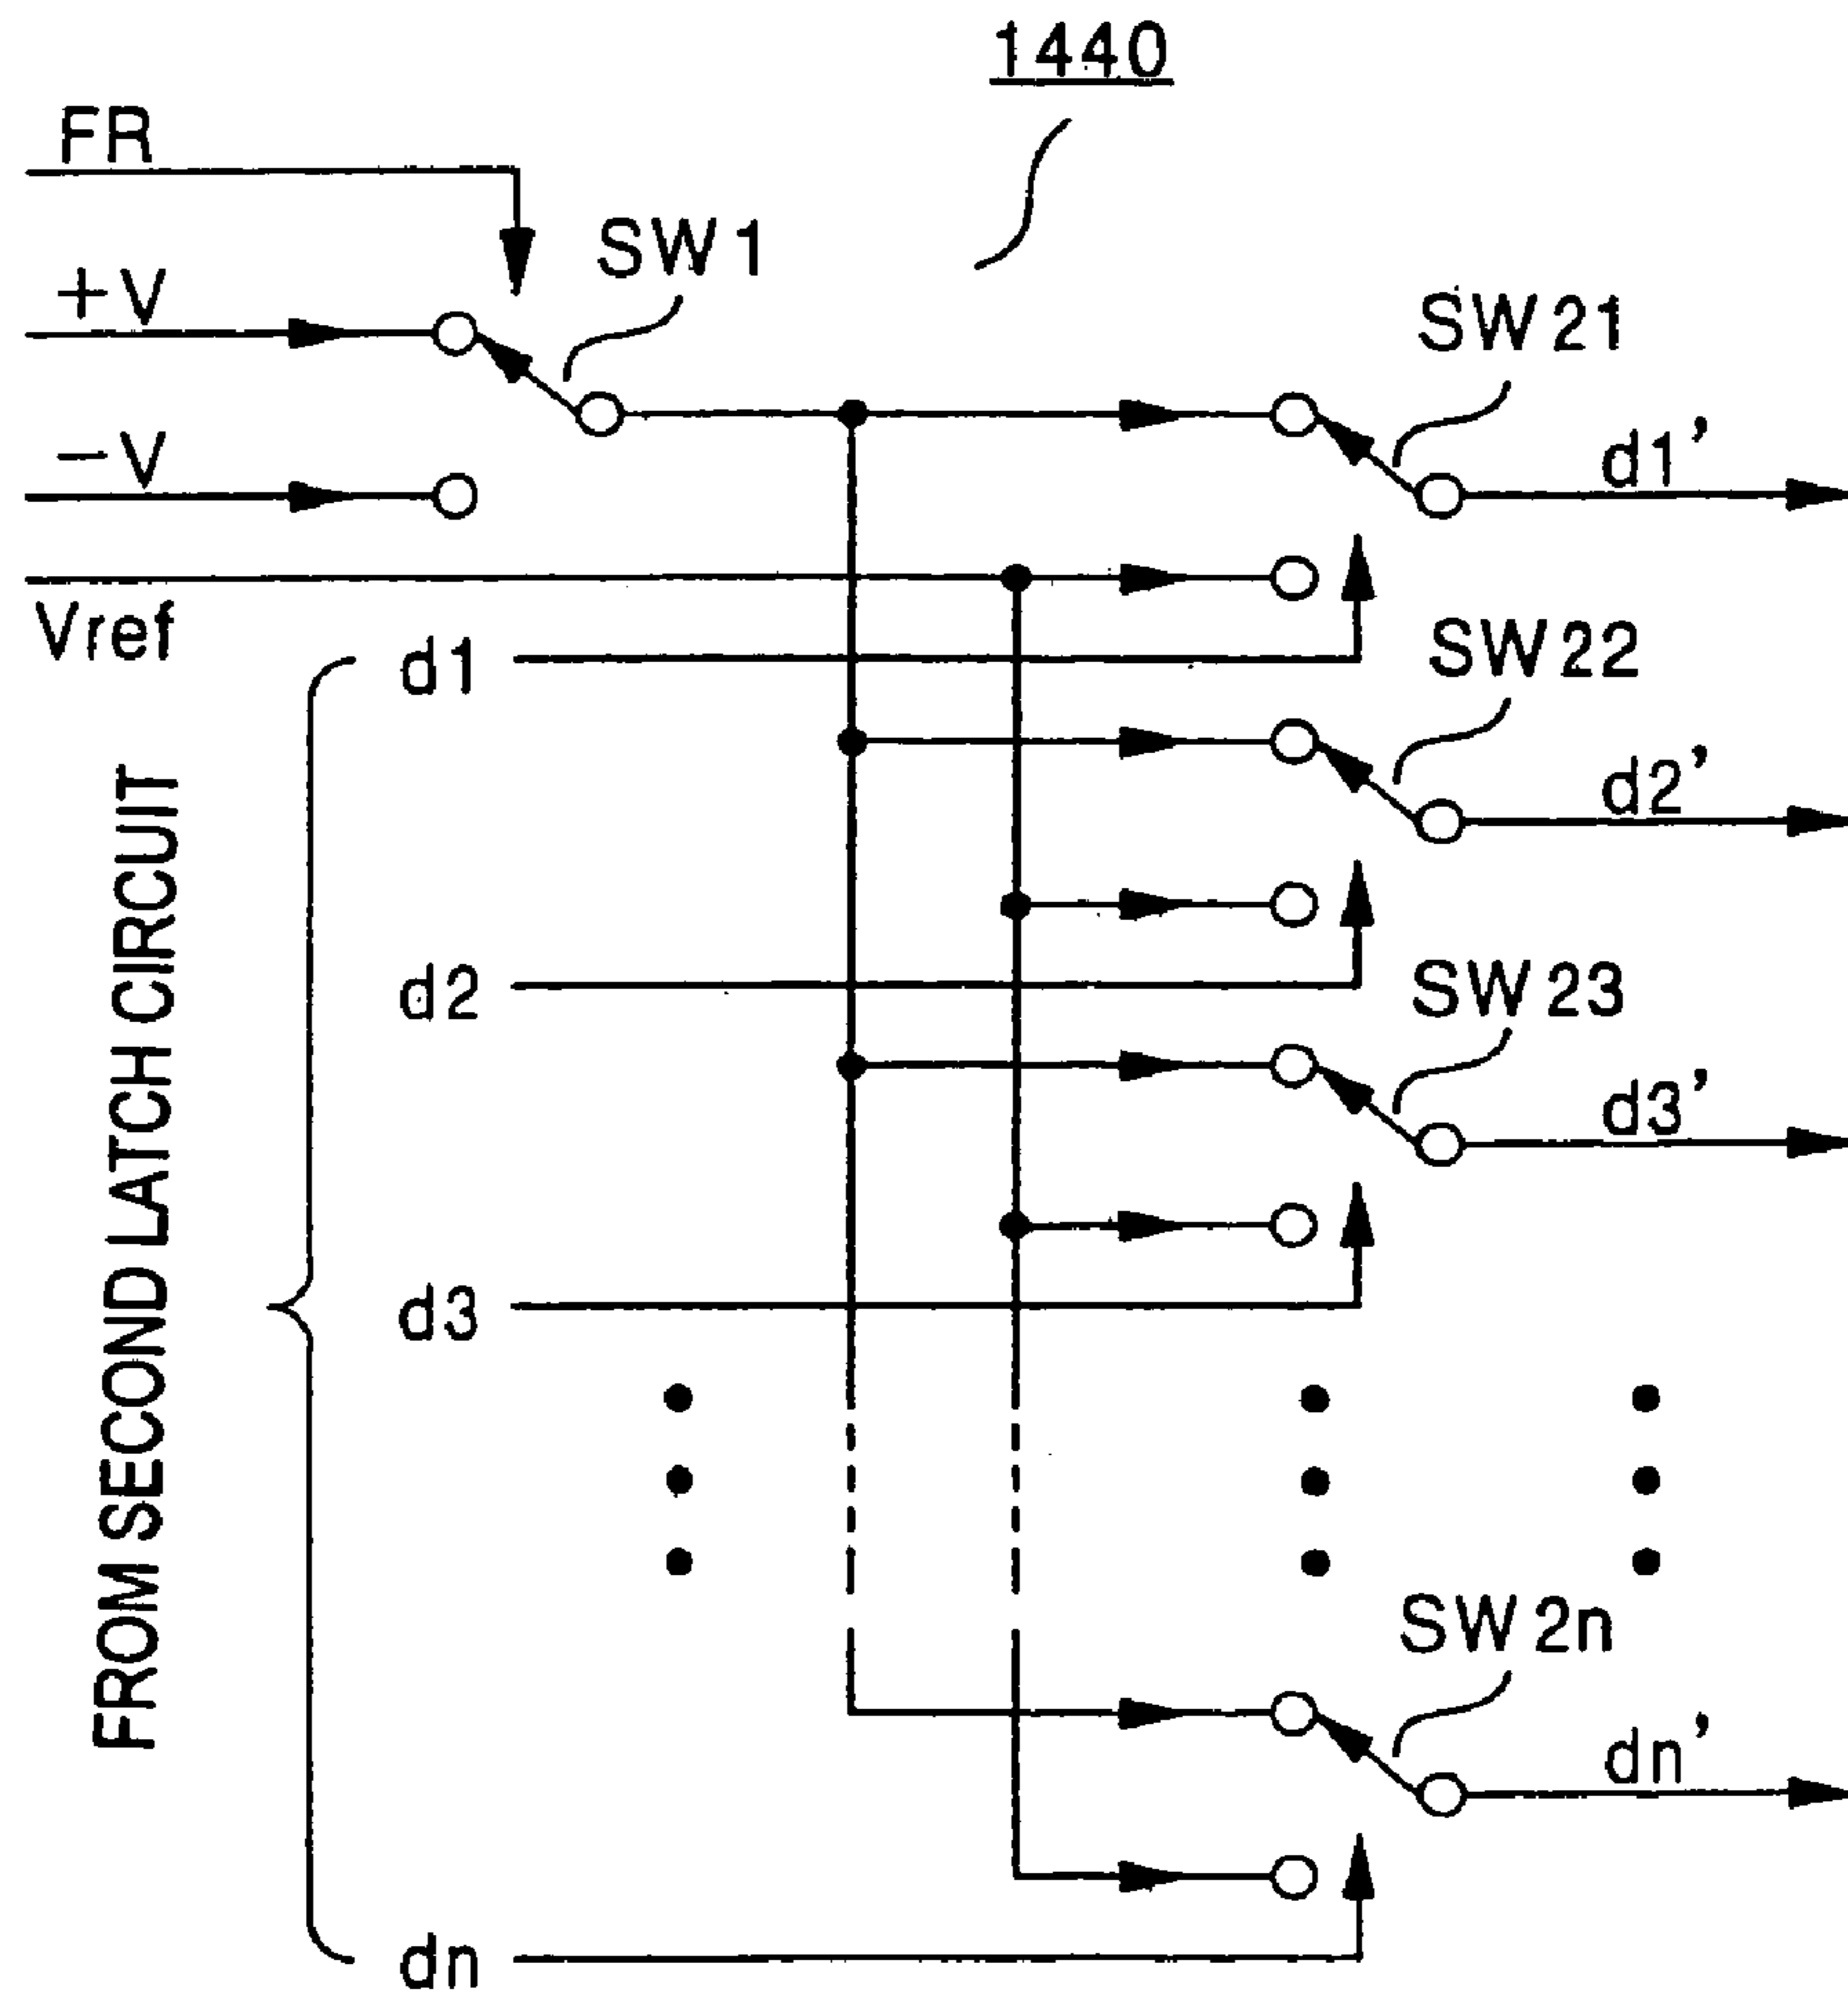 1440
FR
SW1
+V
SW21
-V
d1'
Vref
d1
SW22
d2'
FROM SECOND LATCH CIRCUIT
d2
SW23
d3'
d3
SW2n
dn'
dn